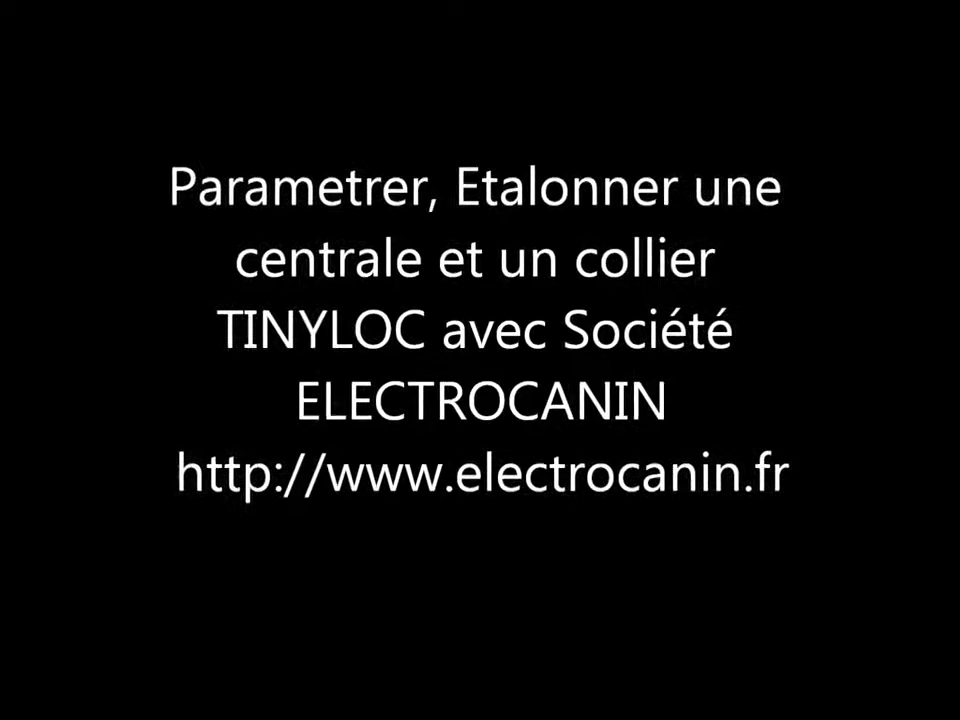 Parametrer, Etalonner une
centrale et un collier
TINYLOC avec Société
ELECTROCANIN
http://www.electrocanin.fr